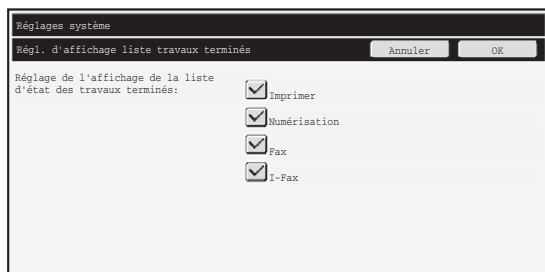 Réglages système
Régl. d'affichage liste travaux terminés
Annuler
OK
Réglage de l'affichage de la liste
d'état des travaux terminés:
Imprimer
Numérisation
Fax
I-Fax